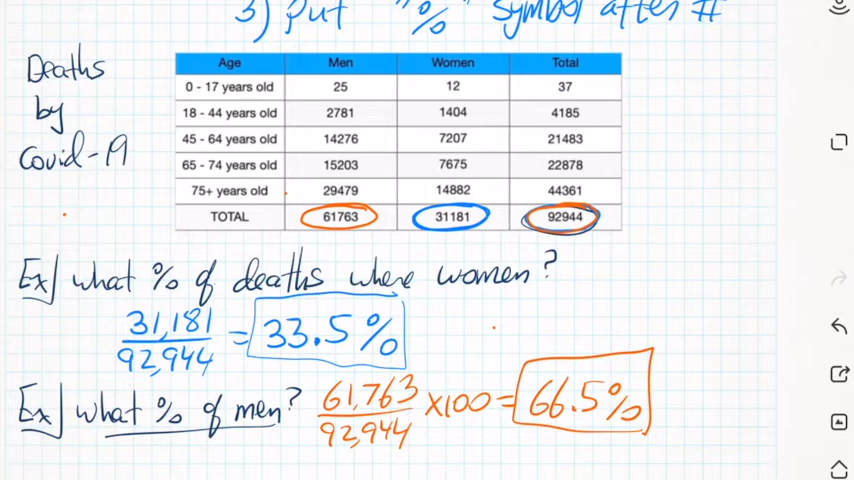 3) Put "%" symbol after #
Deaths
by
Covid-19
Age Men Women Total
0 - 17 years old 25 12 37
18 - 44 years old 2781 1404 4185
45 - 64 years old 14276 7207 21483
65 - 74 years old 15203 7675 22878
75+ years old 29479 14882 44361
TOTAL 61763 31181 92944
Ex] what % of deaths where women?
31,181
92,944
= 33.5%
Ex] what % of men?
61,763
92,944
x100 = 66.5%